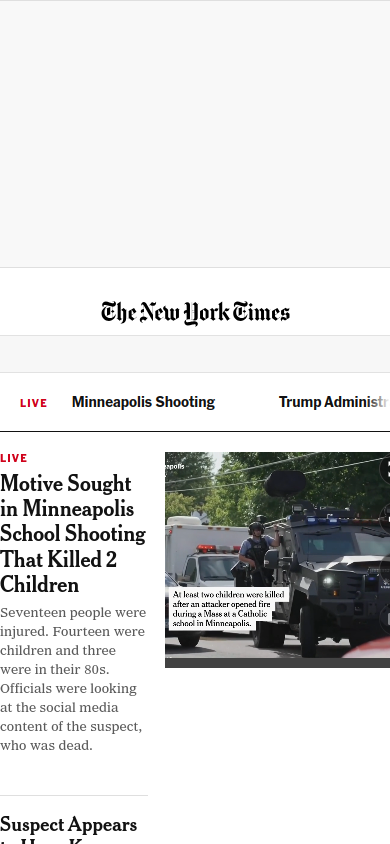 The New York Times
LIVE
Minneapolis Shooting
Trump Administr
LIVE
Motive Sought
in Minneapolis
School Shooting
That Killed 2
Children
Seventeen people were
injured. Fourteen were
children and three
were in their 80s.
Officials were looking
at the social media
content of the suspect,
who was dead.
eapolis
At least two children were killed
after an attacker opened fire
during a Mass at a Catholic
school in Minneapolis.
Suspect Appears